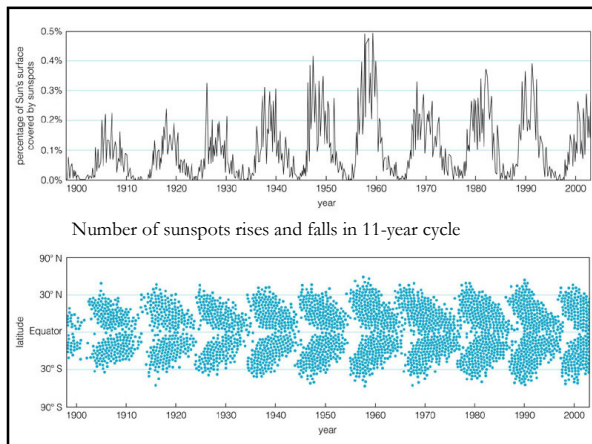 percentage of Sun's surface
covered by sunspots
0.5%
0.4%
0.3%
0.2%
0.1%
0.0%
1900 1910 1920 1930 1940 1950 1960 1970 1980 1990 2000
year
Number of sunspots rises and falls in 11-year cycle
latitude
90° N
30° N
Equator
30° S
90° S
1900 1910 1920 1930 1940 1950 1960 1970 1980 1990 2000
year